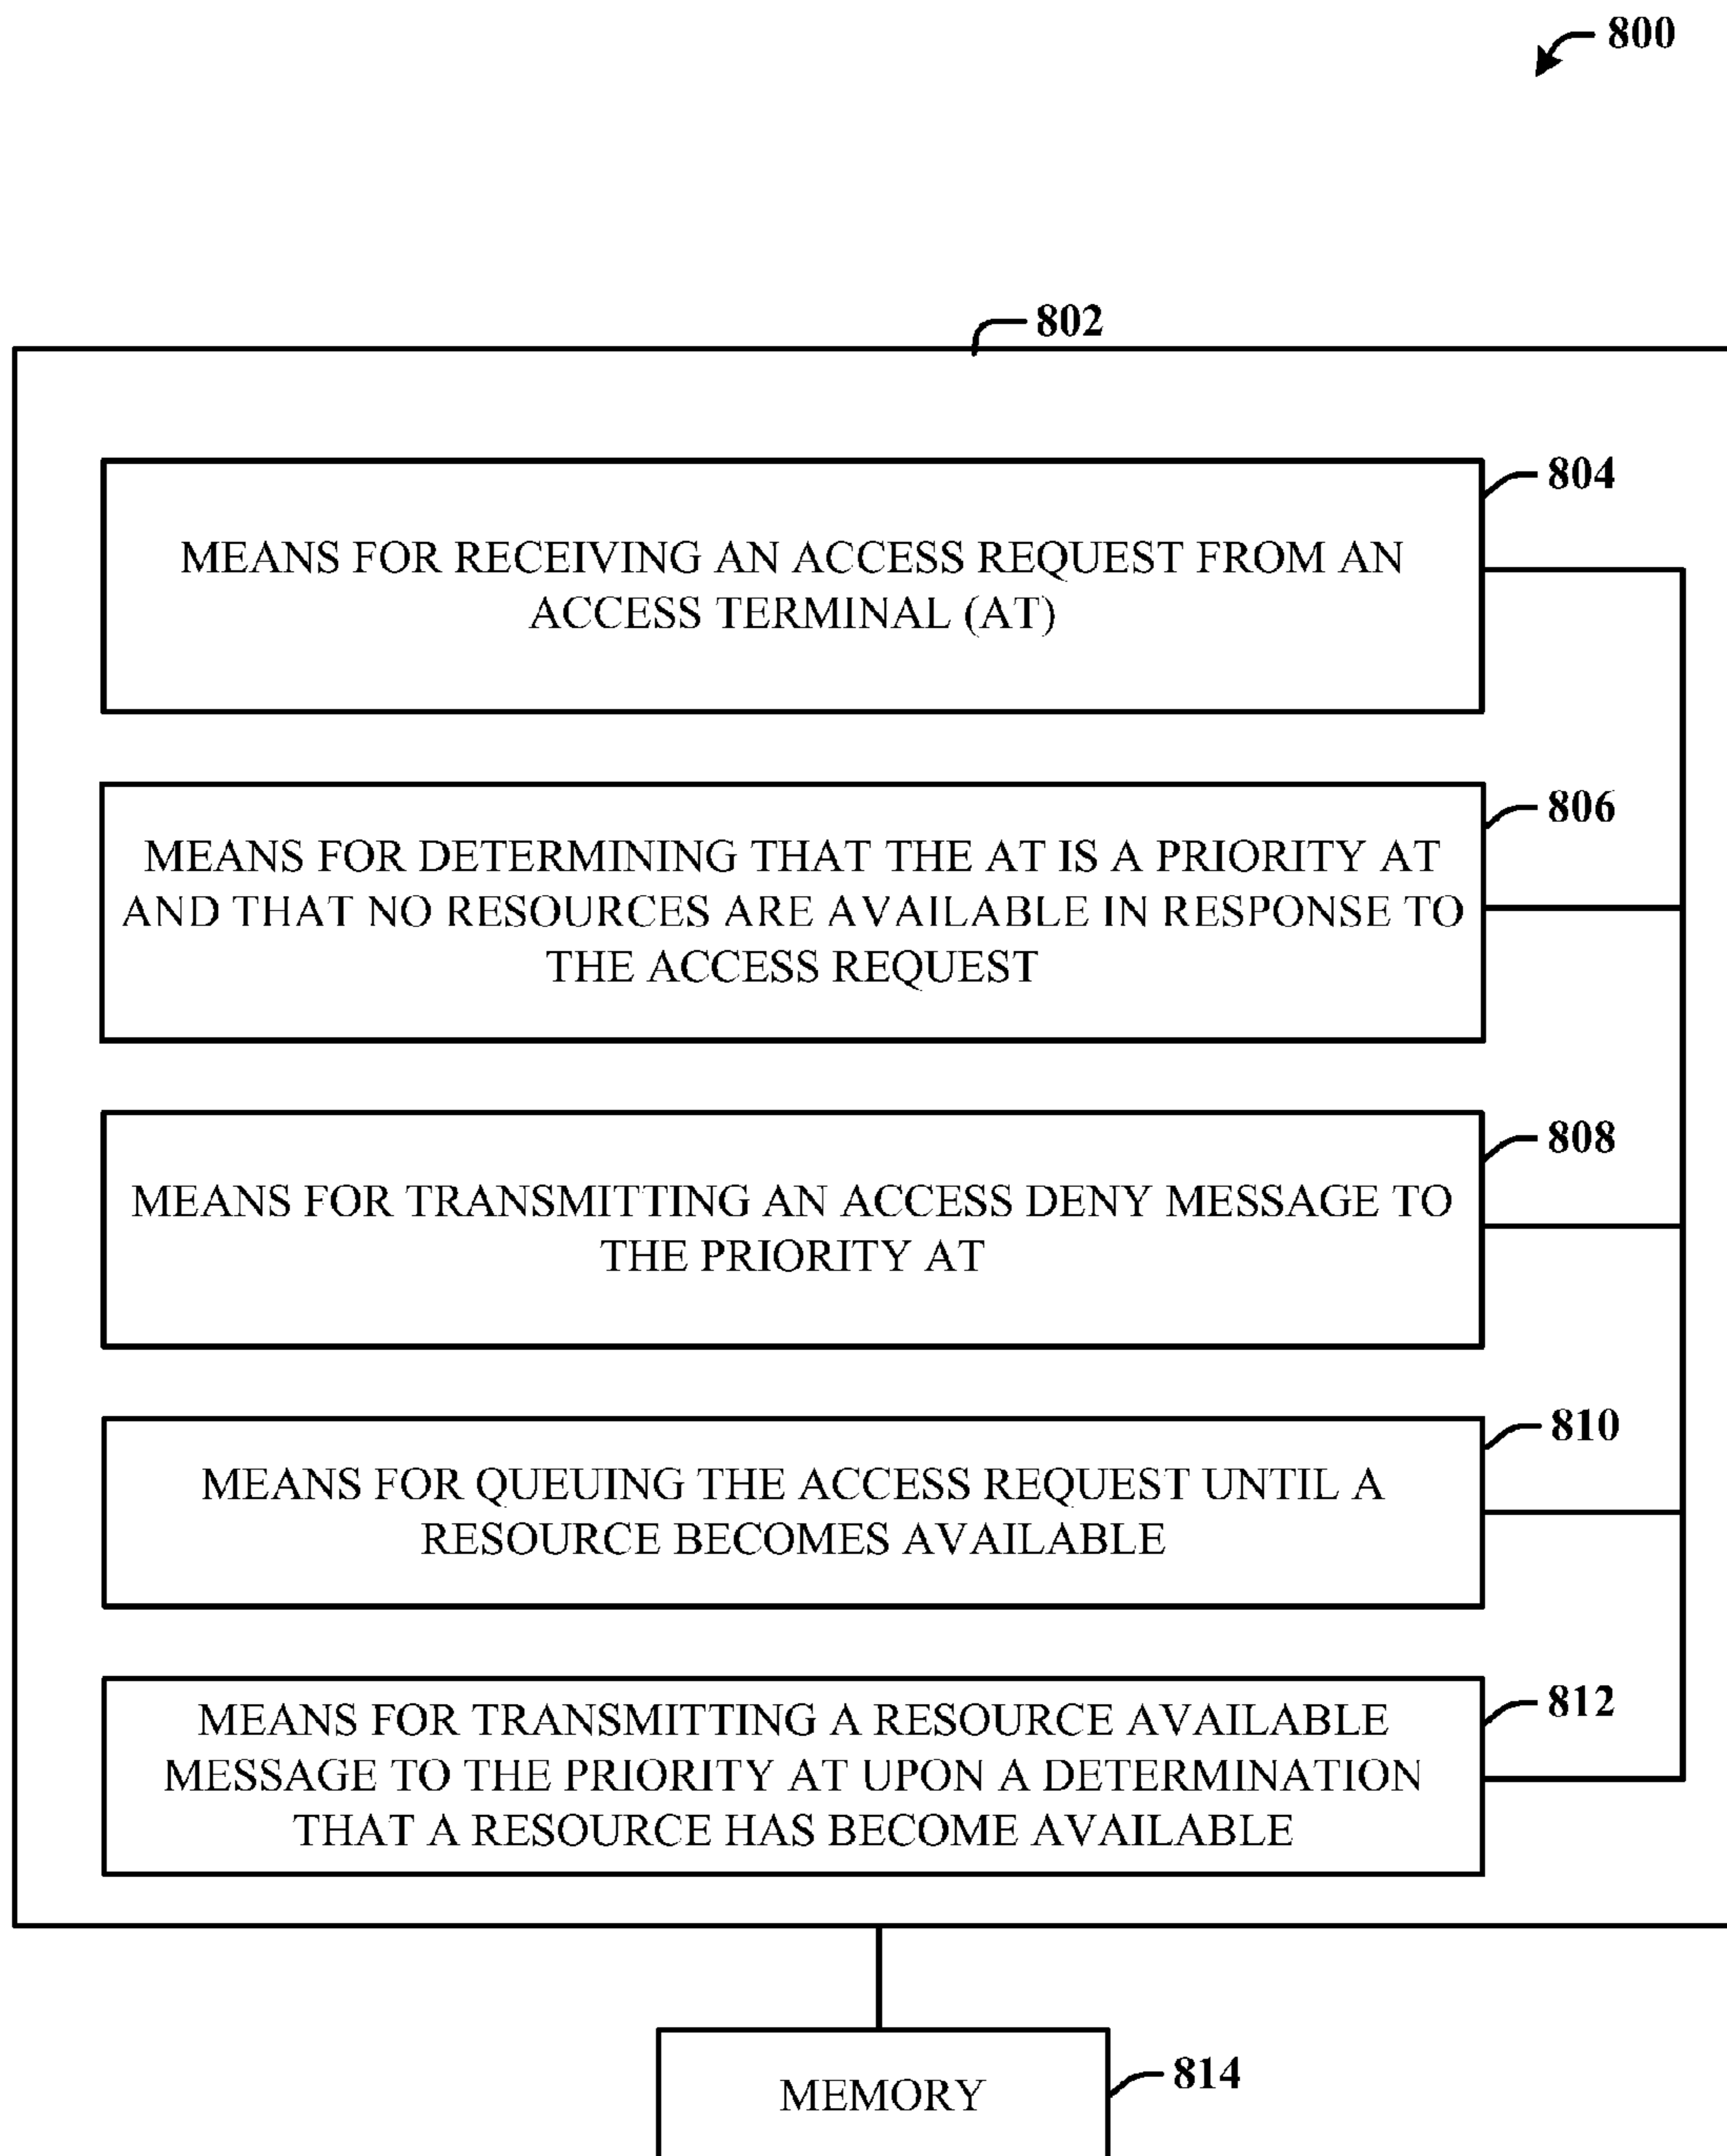 800
802
804
MEANS FOR RECEIVING AN ACCESS REQUEST FROM AN
ACCESS TERMINAL (AT)
806
MEANS FOR DETERMINING THAT THE AT IS A PRIORITY AT
AND THAT NO RESOURCES ARE AVAILABLE IN RESPONSE TO
THE ACCESS REQUEST
808
MEANS FOR TRANSMITTING AN ACCESS DENY MESSAGE TO
THE PRIORITY AT
810
MEANS FOR QUEUING THE ACCESS REQUEST UNTIL A
RESOURCE BECOMES AVAILABLE
812
MEANS FOR TRANSMITTING A RESOURCE AVAILABLE
MESSAGE TO THE PRIORITY AT UPON A DETERMINATION
THAT A RESOURCE HAS BECOME AVAILABLE
MEMORY
814